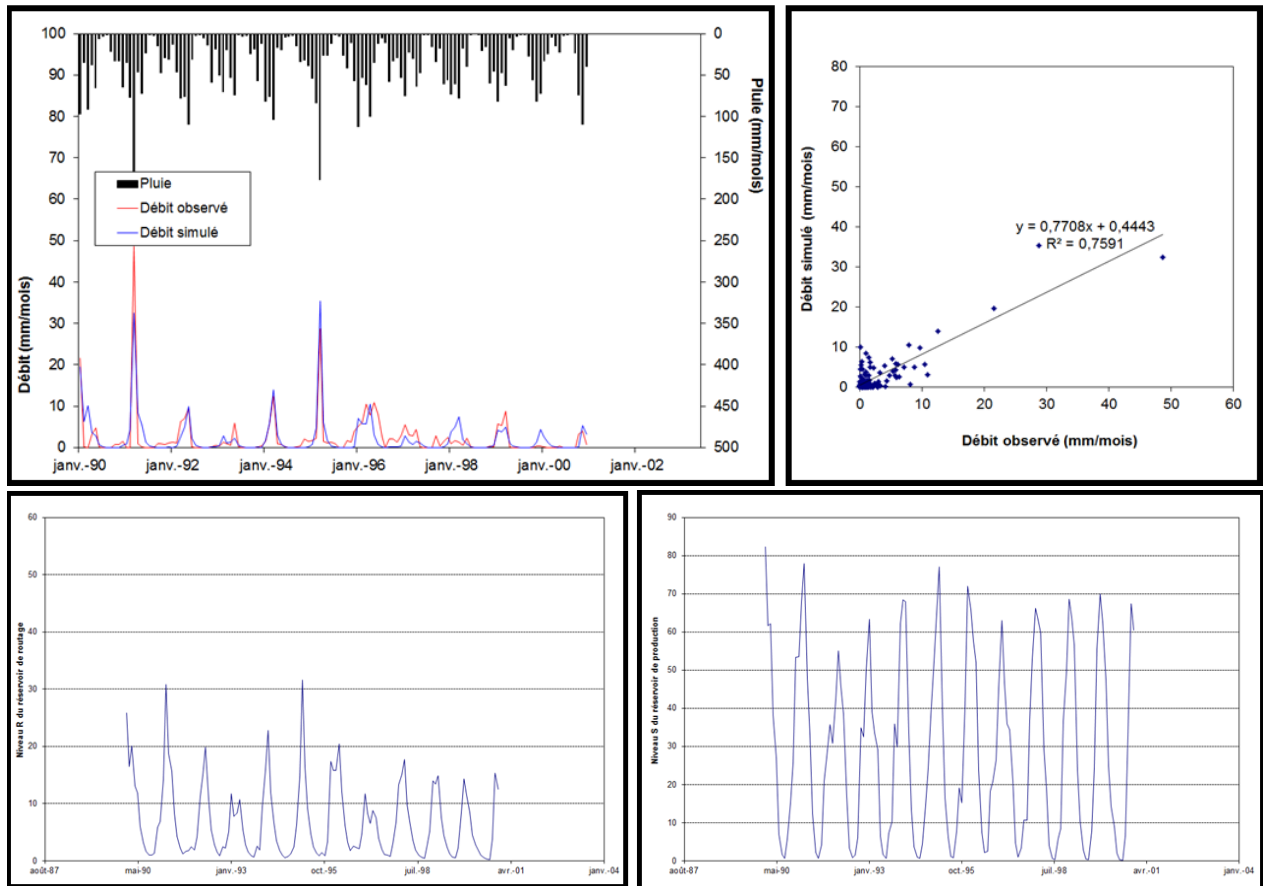 100
90
80
70
60
50
40
30
20
10
0
Débit (mm/mois)
0
50
100
150
200
250
300
350
400
450
500
Pluie (mm/mois)
Pluie
Débit observé
Débit simulé
janv.-90
janv.-92
janv.-94
janv.-96
janv.-98
janv.-00
janv.-02
80
70
60
50
40
30
20
10
0
Débit simulé (mm/mois)
y = 0,7708x + 0,4443
R² = 0,7591
0
20
40
60
Débit observé (mm/mois)
60
50
40
30
20
10
0
Niveau R du réservoir de routage
août-87
mai-90
janv.-93
oct.-95
juil.-98
avr.-01
janv.-04
90
80
70
60
50
40
30
20
10
0
Niveau S du réservoir de production
août-87
mai-90
janv.-93
oct.-95
juil.-98
avr.-01
janv.-04